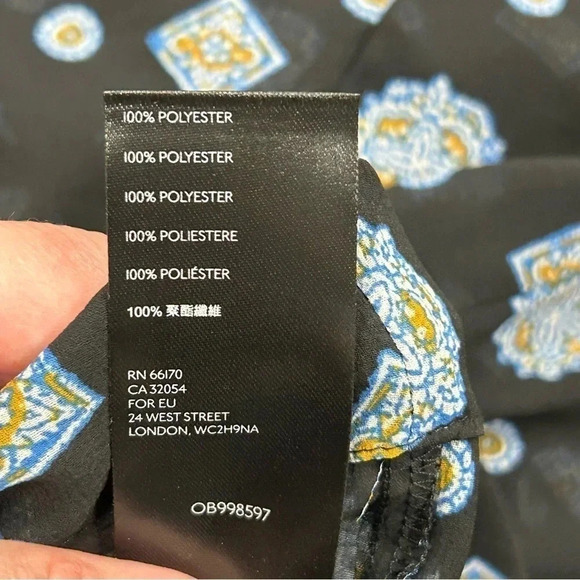 100% POLYESTER
100% POLYESTER
100% POLYESTER
100% POLIESTERE
100% POLIÉSTER
100% 聚酯纖維
RN 66170
CA 32054
FOR EU
24 WEST STREET
LONDON, WC2H9NA
OB998597